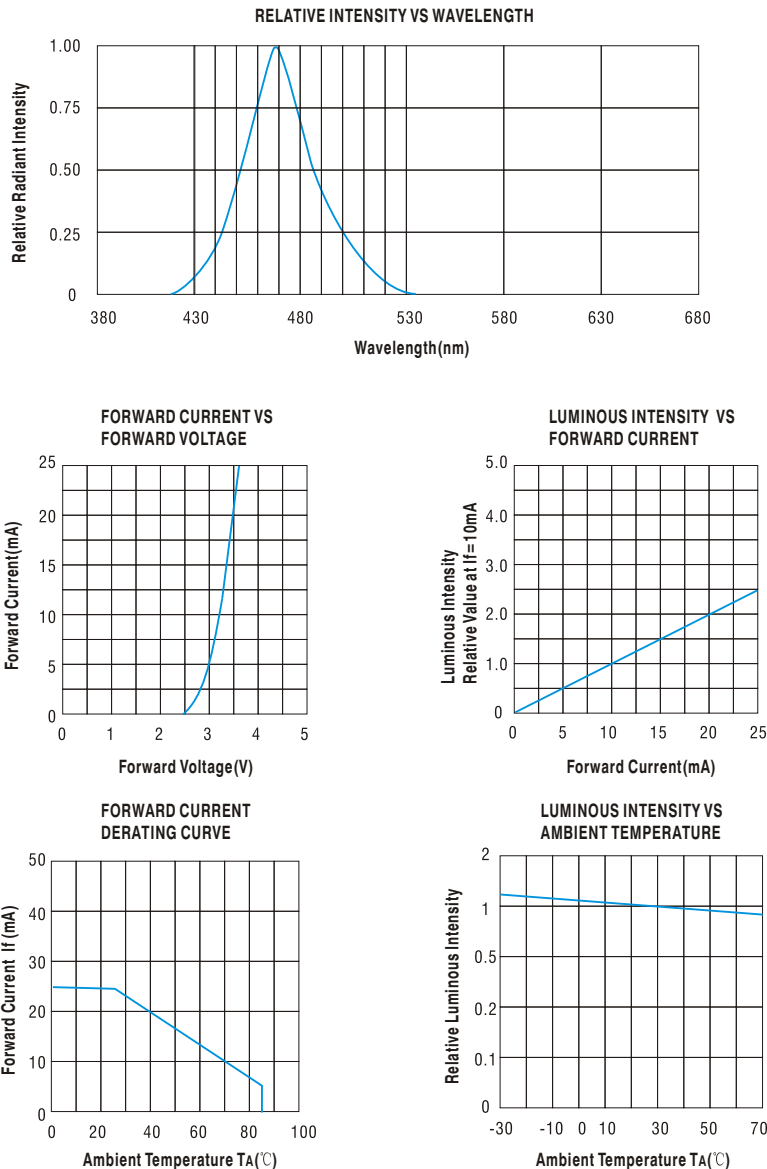 RELATIVE INTENSITY VS WAVELENGTH
Relative Radiant Intensity
1.00
0.75
0.50
0.25
0
380 430 480 530 580 630 680
Wavelength(nm)
FORWARD CURRENT VS
FORWARD VOLTAGE
Forward Current(mA)
25
20
15
10
5
0
0 1 2 3 4 5
Forward Voltage(V)
LUMINOUS INTENSITY VS
FORWARD CURRENT
Luminous Intensity
Relative Value at If=10mA
5.0
4.0
3.0
2.0
1.0
0
0 5 10 15 20 25
Forward Current(mA)
FORWARD CURRENT
DERATING CURVE
Forward Current If (mA)
50
40
30
20
10
0
0 20 40 60 80 100
Ambient Temperature TA(℃)
LUMINOUS INTENSITY VS
AMBIENT TEMPERATURE
Relative Luminous Intensity
2
1
0.5
0.2
0.1
0
-30 -10 0 10 30 50 70
Ambient Temperature TA(℃)